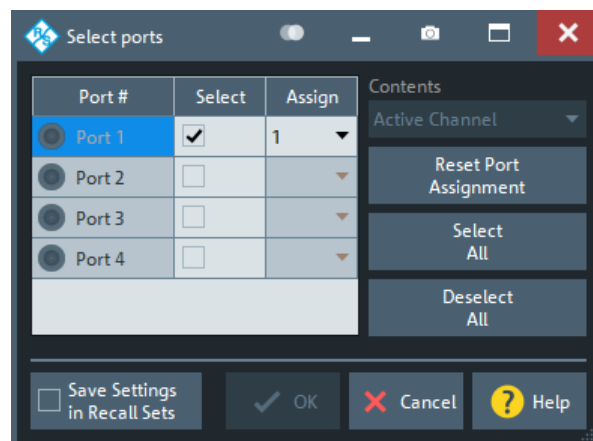 Select ports
Port #
Select
Assign
Port 1
1
Port 2
Port 3
Port 4
Contents
Active Channel
Reset Port
Assignment
Select
All
Deselect
All
Save Settings
in Recall Sets
OK
Cancel
? Help